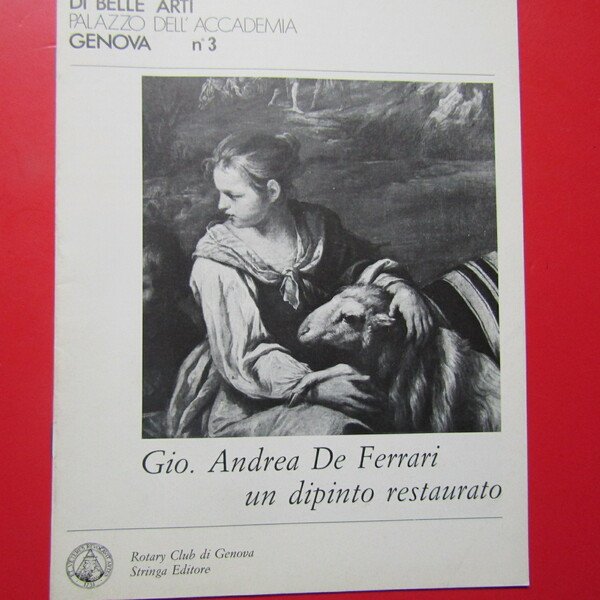 DI BELLE ARTI
PALAZZO DELL'ACCADEMIA
GENOVA n°3
Gio. Andrea De Ferrari
un dipinto restaurato
Rotary Club di Genova
Stringa Editore